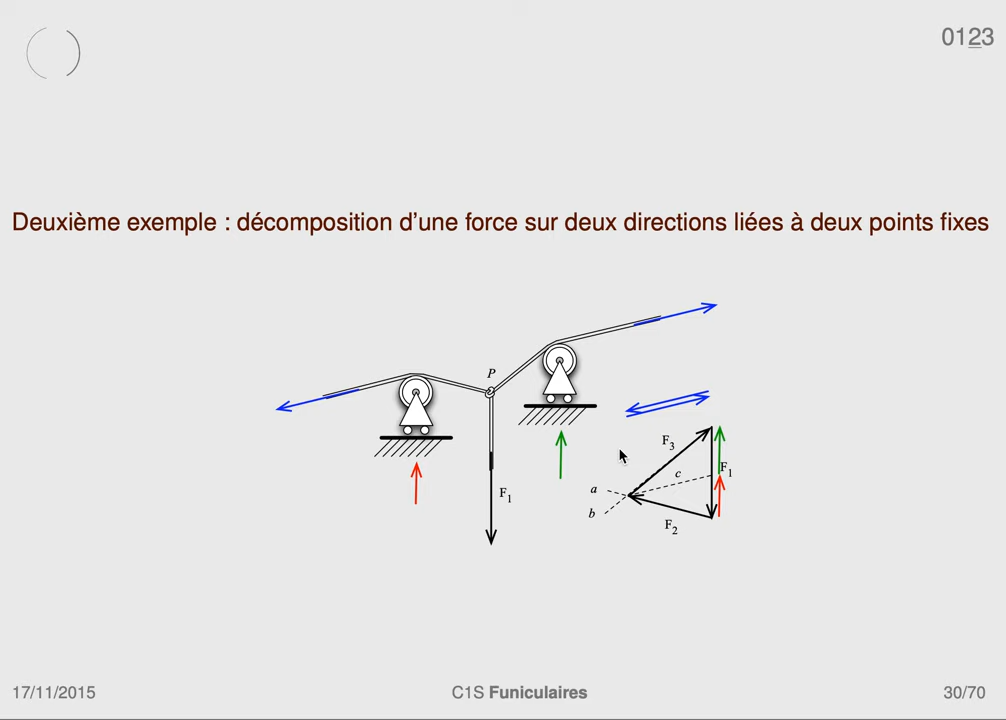 0123
Deuxième exemple : décomposition d'une force sur deux directions liées à deux points fixes
P
F1
F3
c
F1
a
b
F2
17/11/2015
C1S Funiculaires
30/70